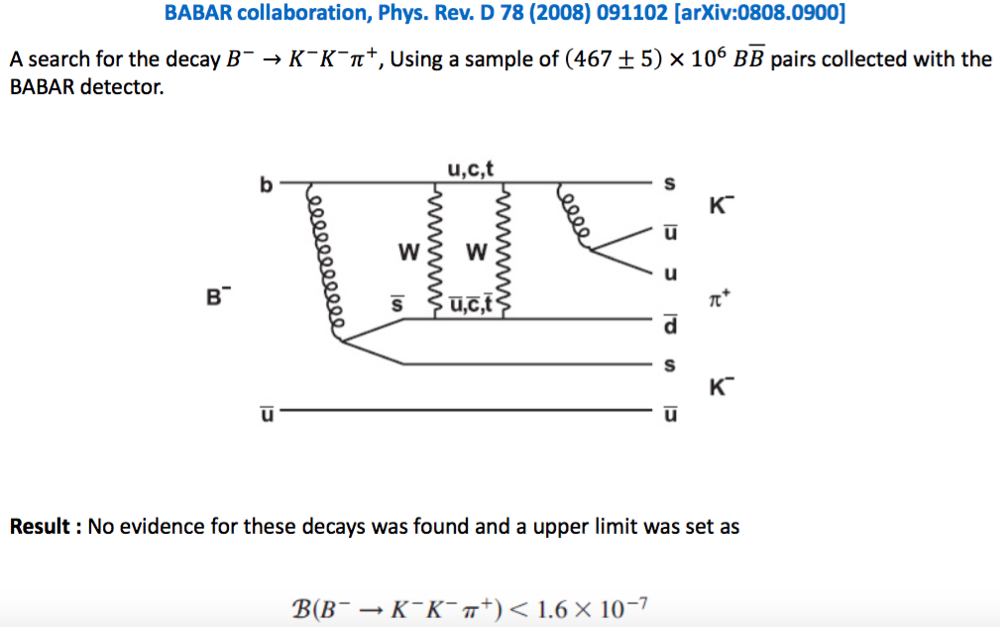 BABAR collaboration, Phys. Rev. D 78 (2008) 091102 [arXiv:0808.0900]
A search for the decay B⁻ → K⁻K⁻π⁺, Using a sample of (467 ± 5) × 10⁶ BB̅ pairs collected with the
BABAR detector.
u,c,t
b
s
K⁻
u̅
W W
u
B⁻
s̅
u̅,c̅,t̅
π⁺
d̅
s
K⁻
u̅
u̅
Result : No evidence for these decays was found and a upper limit was set as
ℬ(B⁻ → K⁻K⁻π⁺) < 1.6 × 10⁻⁷